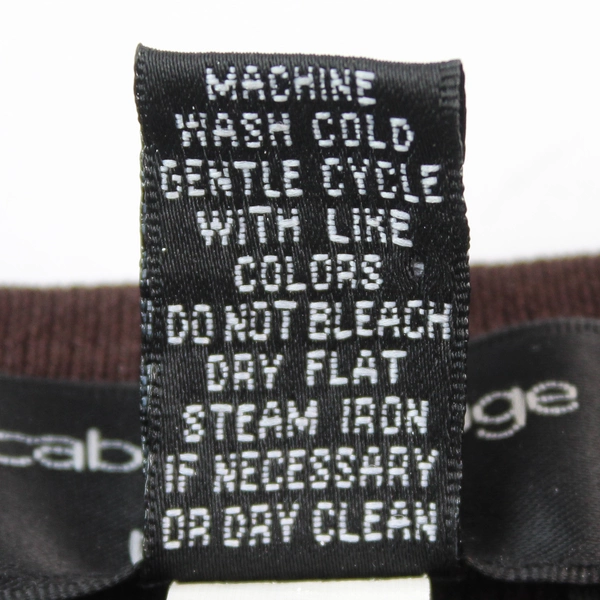 MACHINE
WASH COLD
GENTLE CYCLE
WITH LIKE
COLORS
DO NOT BLEACH
DRY FLAT
STEAM IRON
IF NECESSARY
OR DRY CLEAN